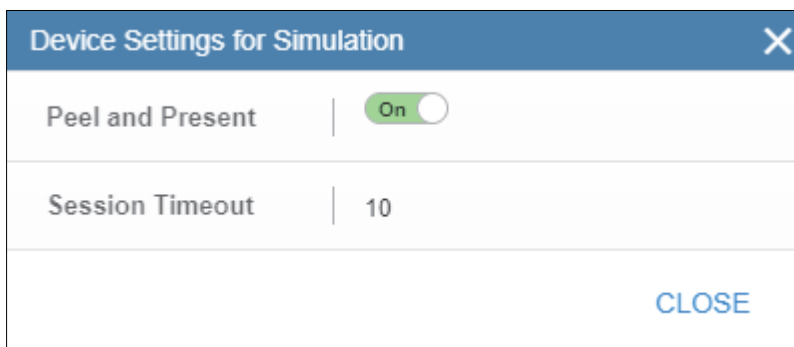 Device Settings for Simulation
Peel and Present On
Session Timeout 10
CLOSE